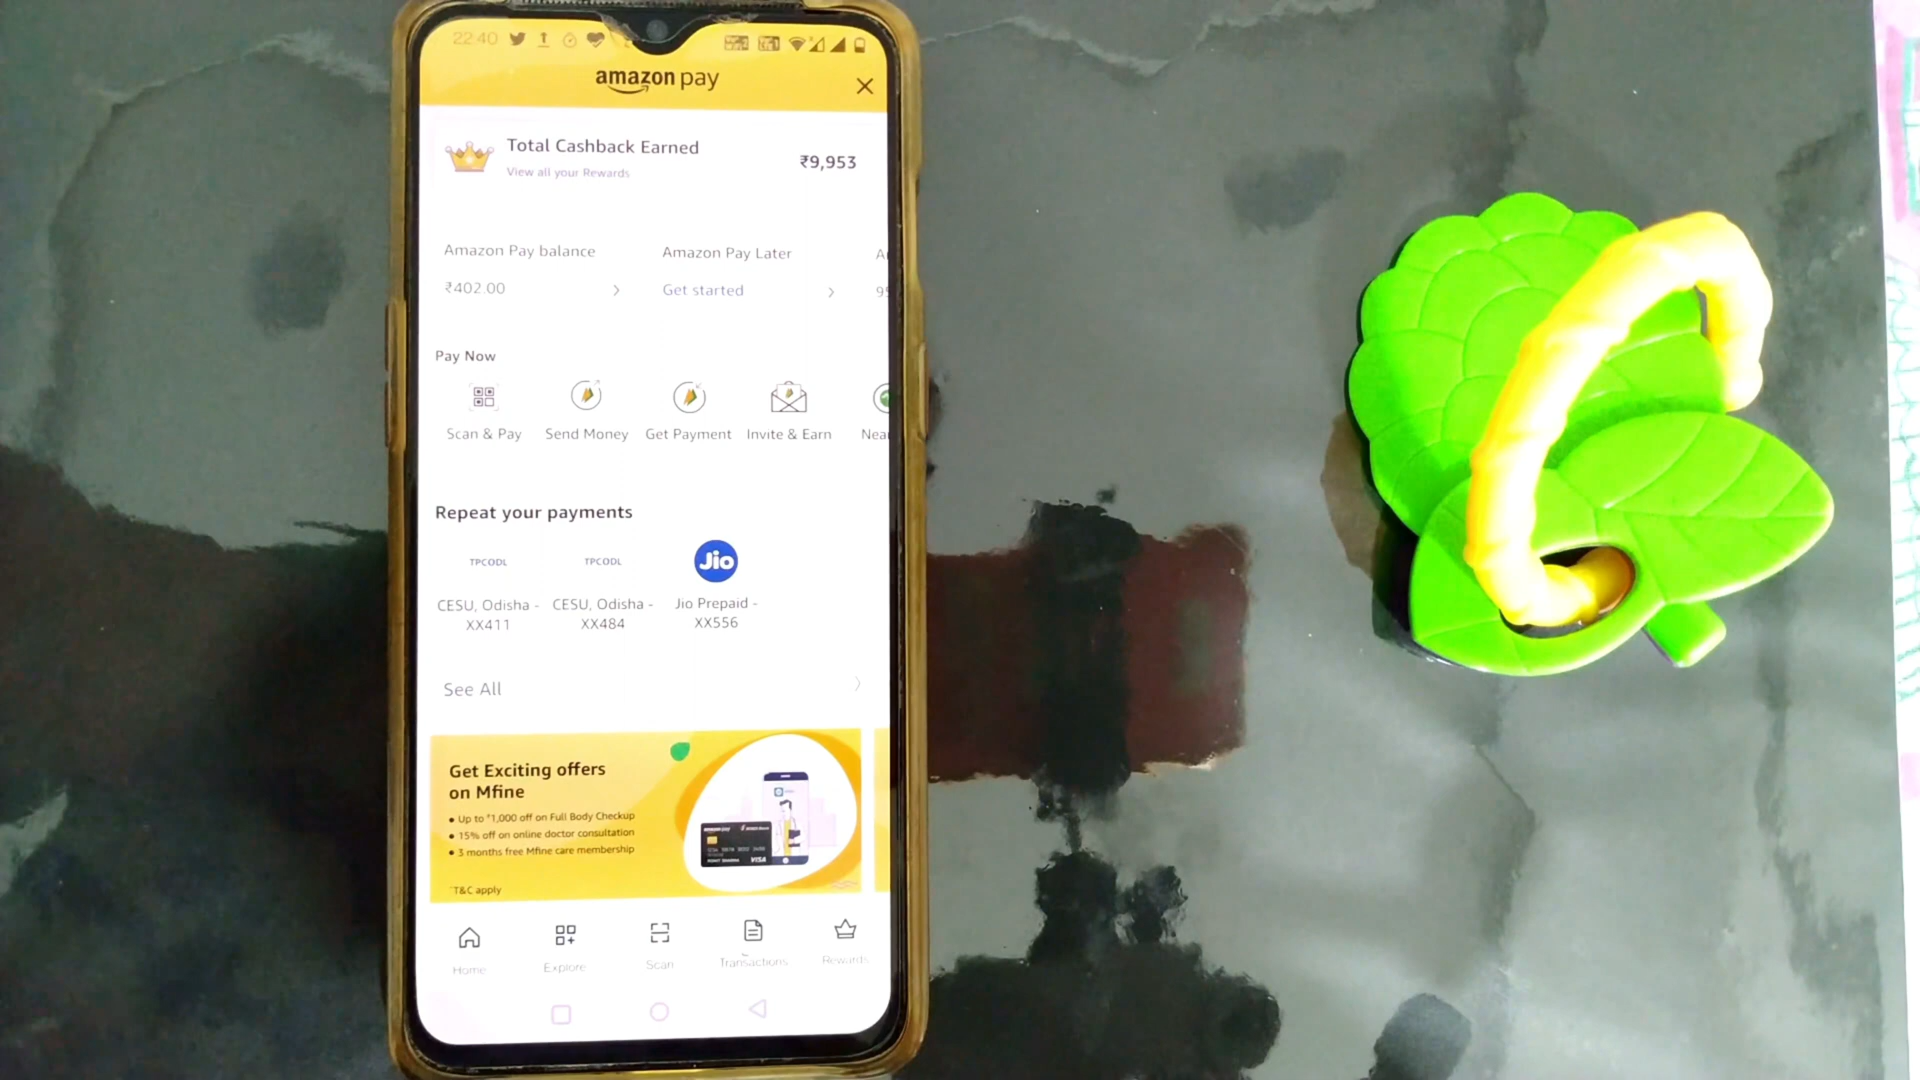 22:40
amazon pay
Total Cashback Earned
₹9,953
View all your Rewards
Amazon Pay balance
Amazon Pay Later
₹402.00
Get started
Pay Now
Scan & Pay
Send Money
Get Payment
Invite & Earn
Repeat your payments
TPCODL
TPCODL
Jio
CESU, Odisha -
XX411
CESU, Odisha -
XX484
Jio Prepaid -
XX556
See All
Get Exciting offers
on Mfine
• Up to ₹1,000 off on Full Body Checkup
• 15% off on online doctor consultation
• 3 months free Mfine care membership
VISA
*T&C apply
Home
Explore
Scan
Transactions
Rewards